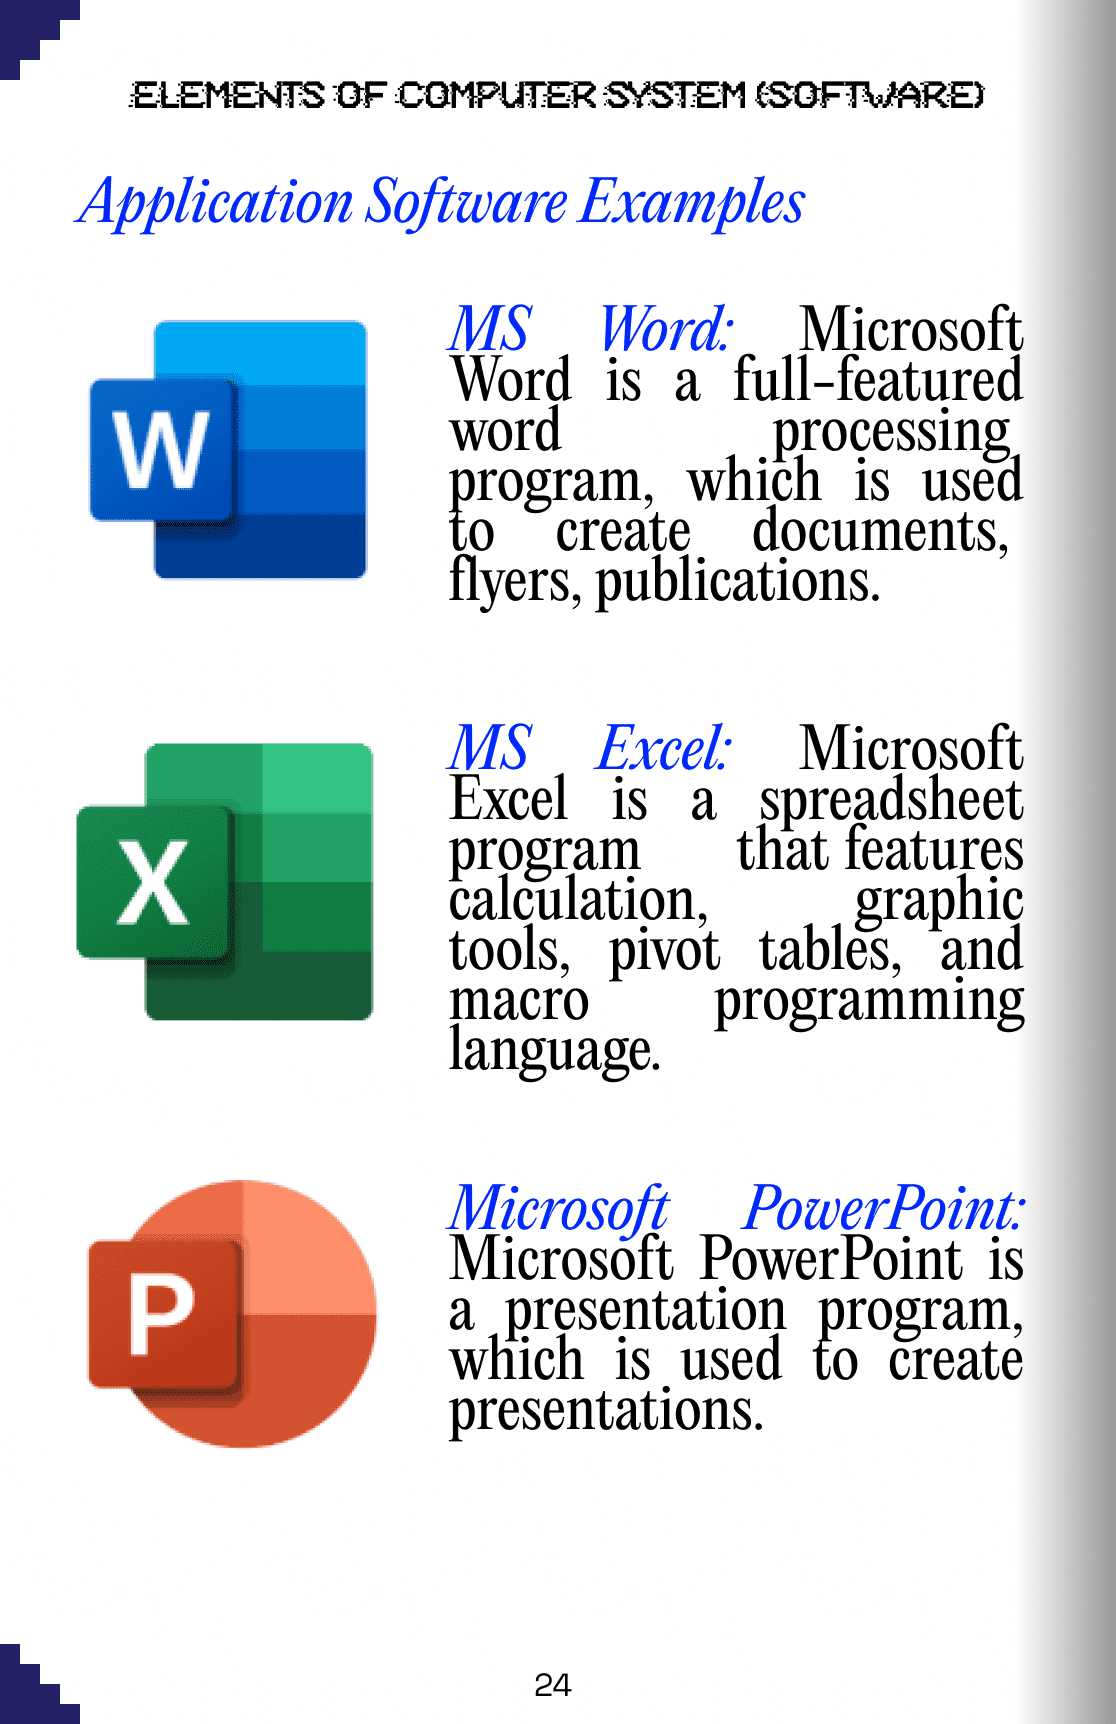 ELEMENTS OF COMPUTER SYSTEM (SOFTWARE)
Application Software Examples
W
MS Word: Microsoft
Word is a full-featured
word processing
program, which is used
to create documents,
flyers, publications.
X
MS Excel: Microsoft
Excel is a spreadsheet
program that features
calculation, graphic
tools, pivot tables, and
macro programming
language.
P
Microsoft PowerPoint:
Microsoft PowerPoint is
a presentation program,
which is used to create
presentations.
24